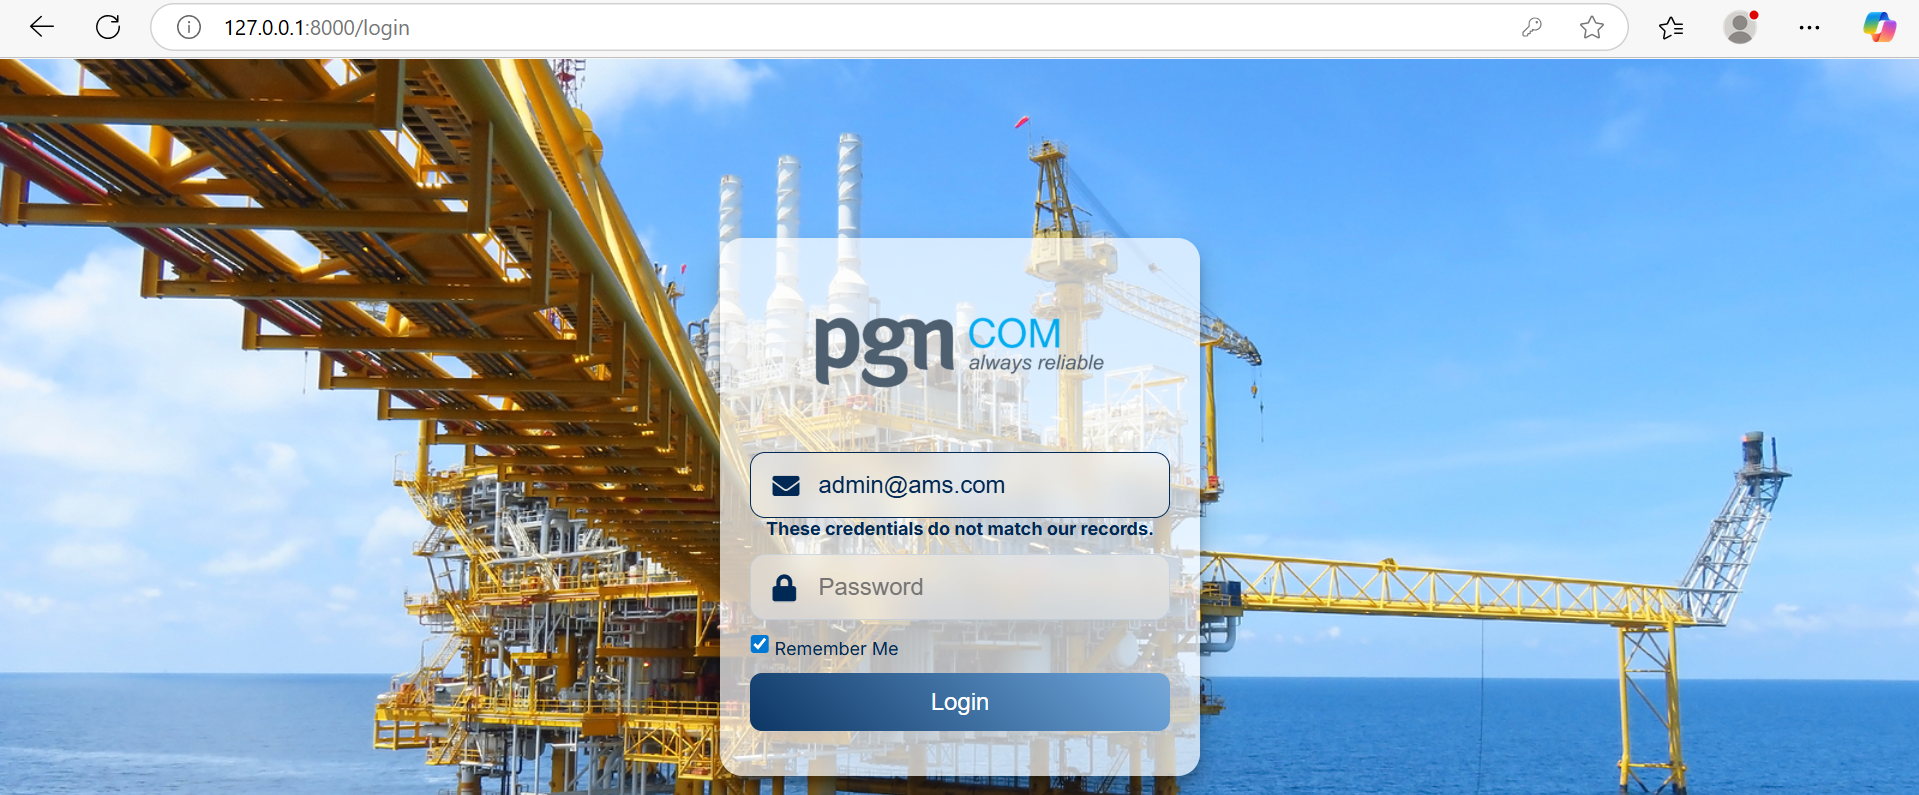 127.0.0.1:8000/login
pgn COM
always reliable
admin@ams.com
These credentials do not match our records.
Password
Remember Me
Login